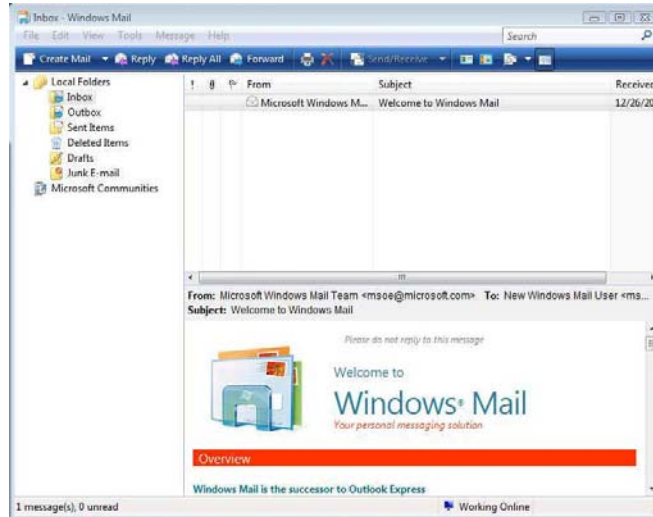 Inbox - Windows Mail
File Edit View Tools Message Help
Search
Create Mail Reply Reply All Forward Send/Receive
Local Folders
Inbox
Outbox
Sent Items
Deleted Items
Drafts
Junk E-mail
Microsoft Communities
! From Subject Received
Microsoft Windows M... Welcome to Windows Mail 12/26/20
From: Microsoft Windows Mail Team <msoe@microsoft.com> To: New Windows Mail User <ms...
Subject: Welcome to Windows Mail
Please do not reply to this message
Welcome to
Windows® Mail
Your personal messaging solution
Overview
Windows Mail is the successor to Outlook Express
1 message(s), 0 unread Working Online